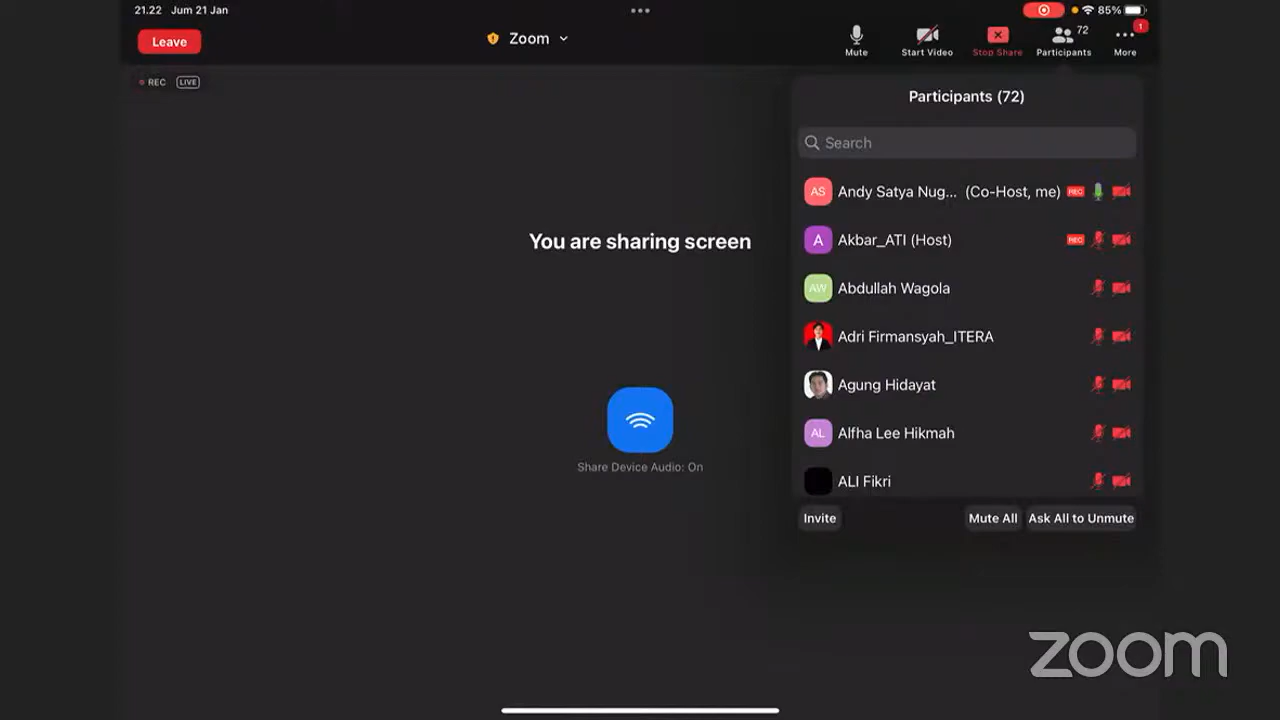 21.22 Jum 21 Jan
85%
Leave
Zoom
72
1
Mute
Start Video
Stop Share
Participants
More
REC LIVE
Participants (72)
Search
AS Andy Satya Nug... (Co-Host, me) REC
A Akbar_ATI (Host) REC
AW Abdullah Wagola
Adri Firmansyah_ITERA
Agung Hidayat
AL Alfha Lee Hikmah
ALI Fikri
Invite
Mute All
Ask All to Unmute
You are sharing screen
Share Device Audio: On
zoom